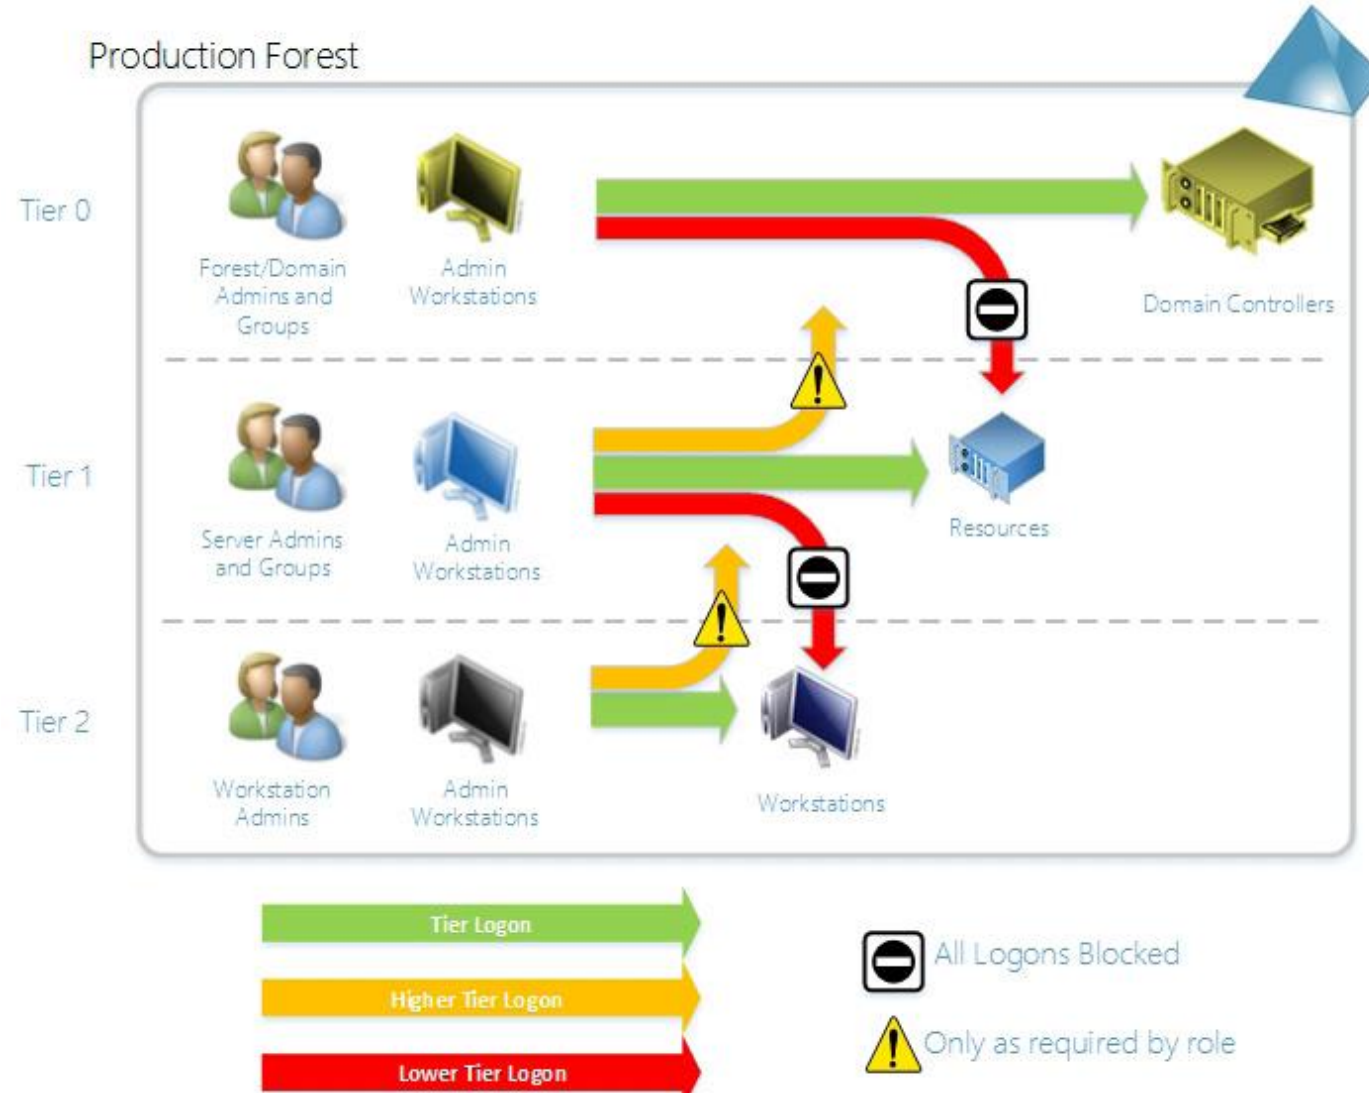 Production Forest
Tier 0
Forest/Domain
Admins and
Groups
Admin
Workstations
Domain Controllers
Tier 1
Server Admins
and Groups
Admin
Workstations
Resources
Tier 2
Workstation
Admins
Admin
Workstations
Workstations
Tier Logon
Higher Tier Logon
Lower Tier Logon
All Logons Blocked
Only as required by role